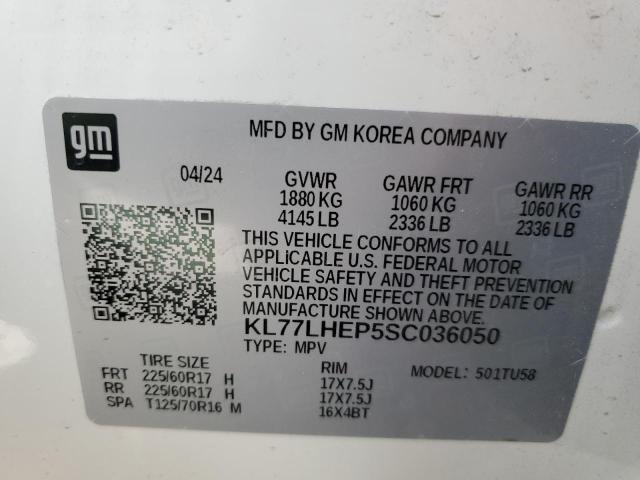 gm
MFD BY GM KOREA COMPANY
04/24 GVWR GAWR FRT GAWR RR
1880 KG 1060 KG 1060 KG
4145 LB 2336 LB 2336 LB
THIS VEHICLE CONFORMS TO ALL
APPLICABLE U.S. FEDERAL MOTOR
VEHICLE SAFETY AND THEFT PREVENTION
STANDARDS IN EFFECT ON THE DATE OF
MANUFACTURE SHOWN ABOVE.
KL77LHEP5SC036050
TYPE: MPV
TIRE SIZE RIM MODEL: 501TU58
FRT 225/60R17 H 17X7.5J
RR 225/60R17 H 17X7.5J
SPA T125/70R16 M 16X4BT